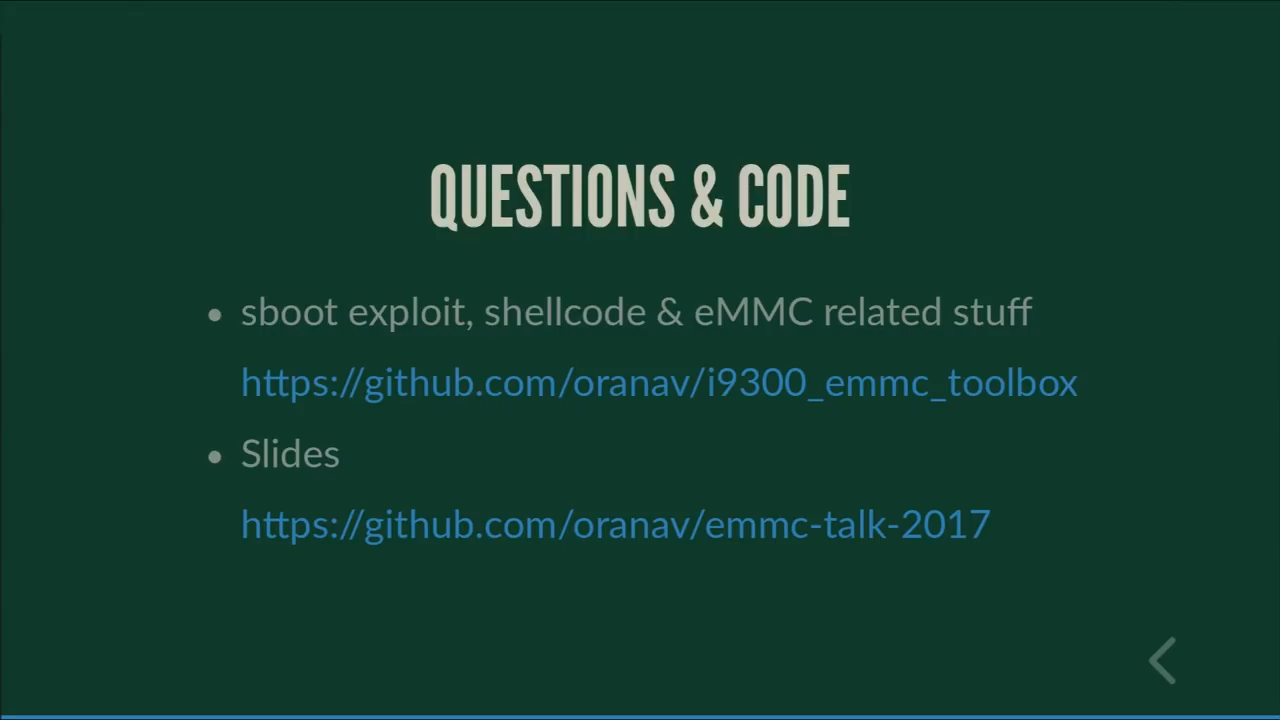 QUESTIONS & CODE
sboot exploit, shellcode & eMMC related stuff
https://github.com/oranav/i9300_emmc_toolbox
Slides
https://github.com/oranav/emmc-talk-2017